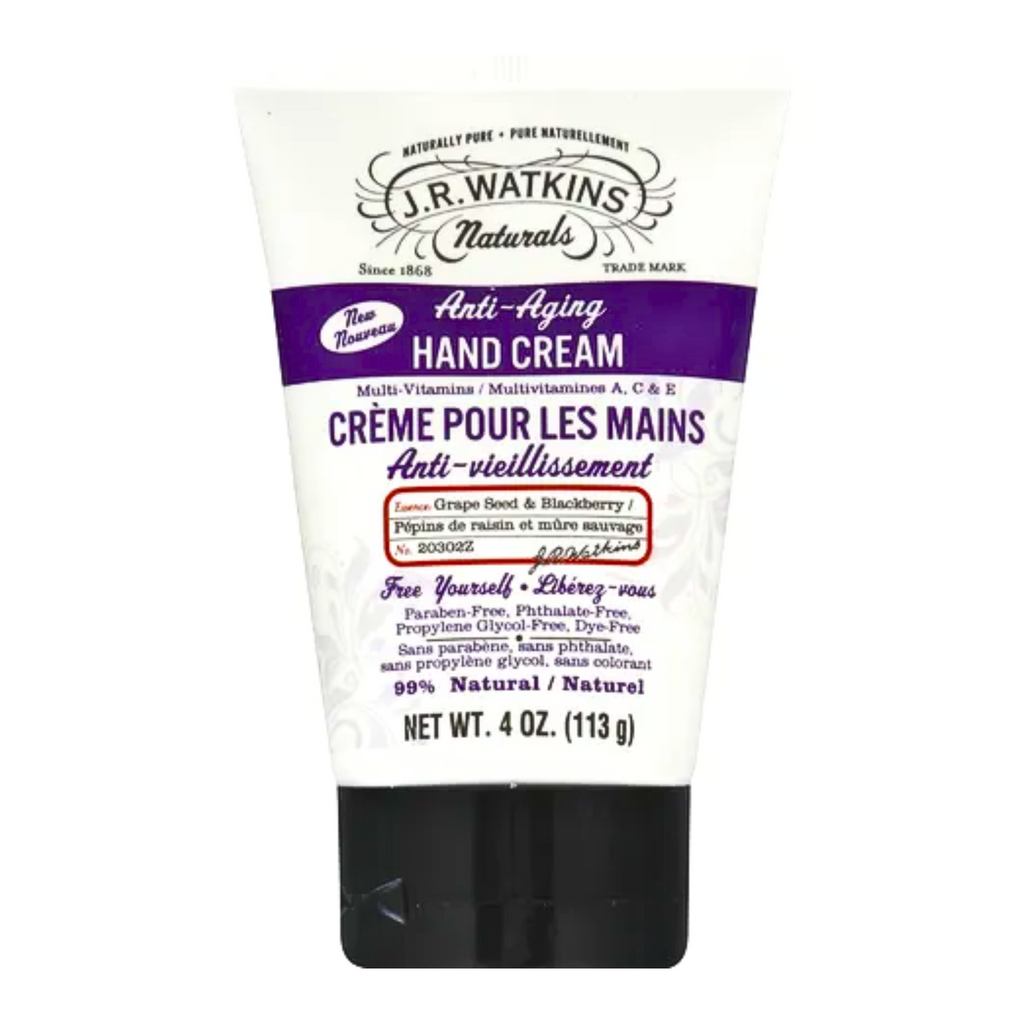 NATURALLY PURE • PURE NATURELLEMENT
J.R. WATKINS
Naturals
Since 1868 TRADE MARK
New
Nouveau
Anti-Aging
HAND CREAM
Multi-Vitamins / Multivitamines A, C & E
CRÈME POUR LES MAINS
Anti-vieillissement
Essence: Grape Seed & Blackberry /
Pépins de raisin et mûre sauvage
No. 20302Z
J.R. Watkins
Free Yourself • Libérez-vous
Paraben-Free, Phthalate-Free,
Propylene Glycol-Free, Dye-Free
Sans parabène, sans phthalate,
sans propylène glycol, sans colorant
99% Natural / Naturel
NET WT. 4 OZ. (113 g)